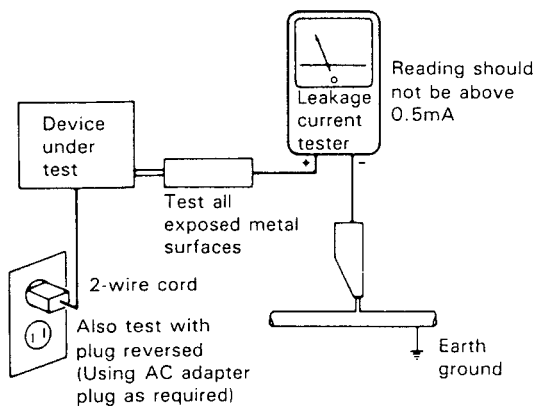 Reading should
not be above
0.5mA
Leakage
current
tester
+
-
Device
under
test
Test all
exposed metal
surfaces
2-wire cord
Also test with
plug reversed
(Using AC adapter
plug as required)
Earth
ground